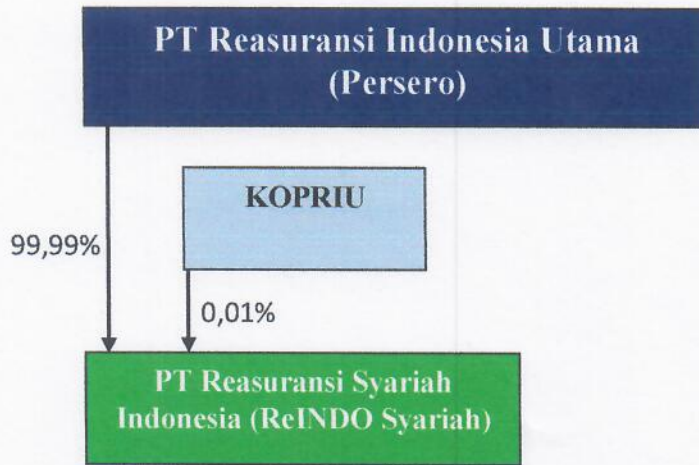 PT Reasuransi Indonesia Utama
(Persero)
KOPRIU
99,99%
0,01%
PT Reasuransi Syariah
Indonesia (ReINDO Syariah)